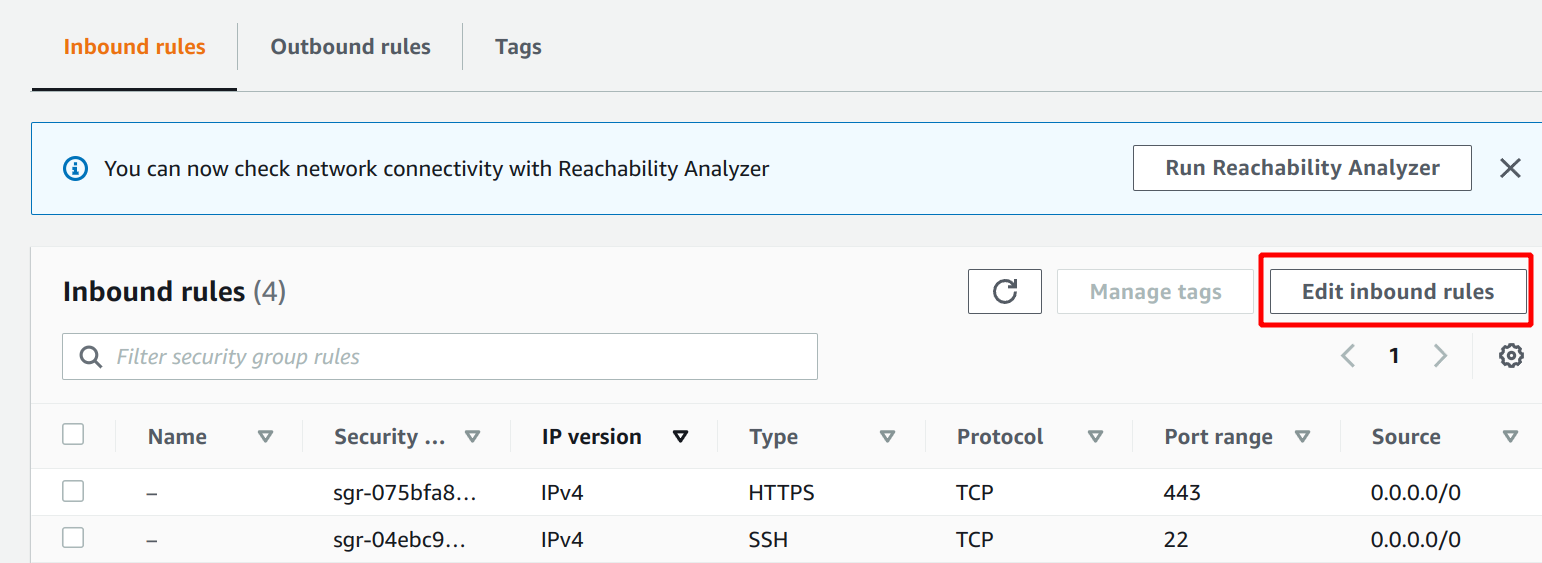 Inbound rules Outbound rules Tags
You can now check network connectivity with Reachability Analyzer Run Reachability Analyzer
Inbound rules (4) Manage tags Edit inbound rules
Filter security group rules 1
Name Security ... IP version Type Protocol Port range Source
– sgr-075bfa8... IPv4 HTTPS TCP 443 0.0.0.0/0
– sgr-04ebc9... IPv4 SSH TCP 22 0.0.0.0/0